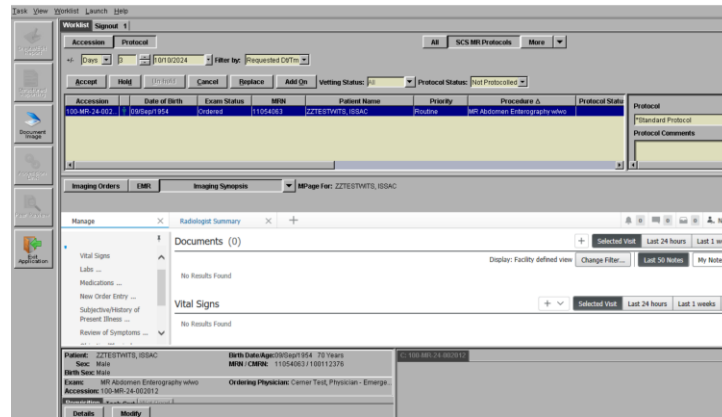 Task View Worklist Launch Help
Worklist Signout 1
Accession Protocol All SCS MR Protocols More
+/- Days 3 10/10/2024 Filter by: Requested Dt/Tm
Accept Hold Un Hold Cancel Replace Add On Vetting Status: All Protocol Status: Not Protocolled
Accession Date of Birth Exam Status MRN Patient Name Priority Procedure Δ Protocol Statu
100-MR-24-002... 09/Sep/1954 Ordered 11054063 ZZTESTWITS, ISSAC Routine MR Abdomen Enterography w/wo
Protocol
*Standard Protocol
Protocol Comments
Document
Image
Exit
Application
Imaging Orders EMR Imaging Synopsis MPage For: ZZTESTWITS, ISSAC
Manage Radiologist Summary
Vital Signs
Labs ...
Medications ...
New Order Entry ...
Subjective/History of
Present Illness ...
Review of Symptoms ...
Documents (0) Selected Visit Last 24 hours Last 1 w
Display: Facility defined view Change Filter... Last 50 Notes My Note
No Results Found
Vital Signs Selected Visit Last 24 hours Last 1 weeks
No Results Found
Patient: ZZTESTWITS, ISSAC Birth Date/Age: 09/Sep/1954 70 Years
Sex: Male MRN / CMRN: 11054063 / 100112376
Birth Sex: Male
Exam: MR Abdomen Enterography w/wo Ordering Physician: Cerner Test, Physician - Emerge...
Accession: 100-MR-24-002012
C: 100-MR-24-002012
Details Modify